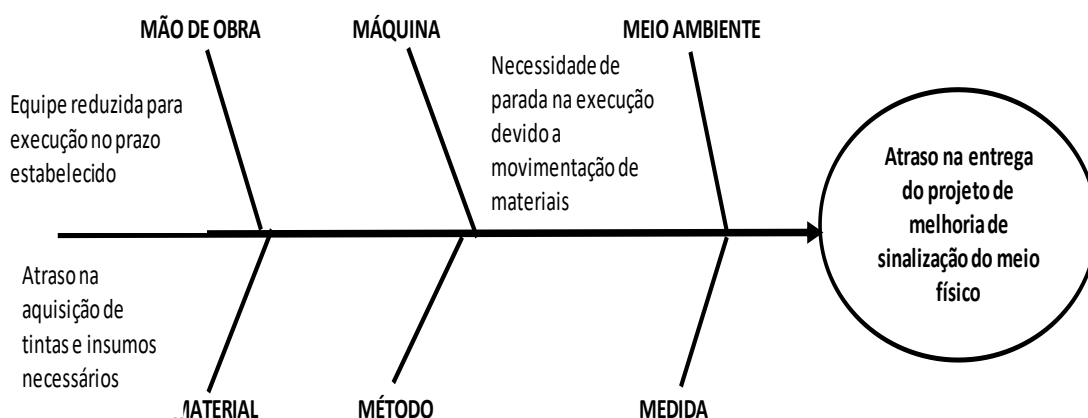 MÃO DE OBRA
MÁQUINA
MEIO AMBIENTE
Equipe reduzida para
execução no prazo
estabelecido
Necessidade de
parada na execução
devido a
movimentação de
materiais
Atraso na entrega
do projeto de
melhoria de
sinalização do meio
físico
Atraso na
aquisição de
tintas e insumos
necessários
MATERIAL
MÉTODO
MEDIDA